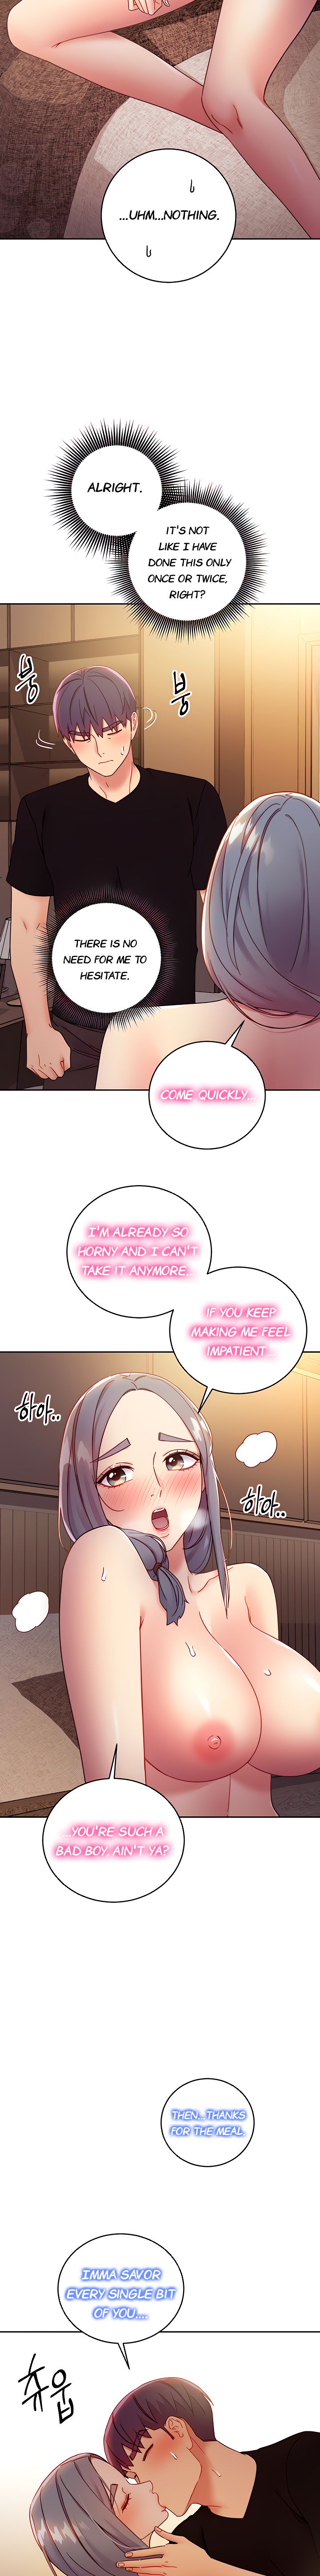 ...UHM...NOTHING.
ALRIGHT.
IT'S NOT
LIKE I HAVE
DONE THIS ONLY
ONCE OR TWICE,
RIGHT?
붕
붕
THERE IS NO
NEED FOR ME TO
HESITATE.
COME QUICKLY...
I'M ALREADY SO
HORNY AND I CAN'T
TAKE IT ANYMORE...
IF YOU KEEP
MAKING ME FEEL
IMPATIENT...
하아..
하아..
...YOU'RE SUCH A
BAD BOY. AIN'T YA?
THEN...THANKS
FOR THE MEAL.
IMMA SAVOR
EVERY SINGLE BIT
OF YOU....
츄웁